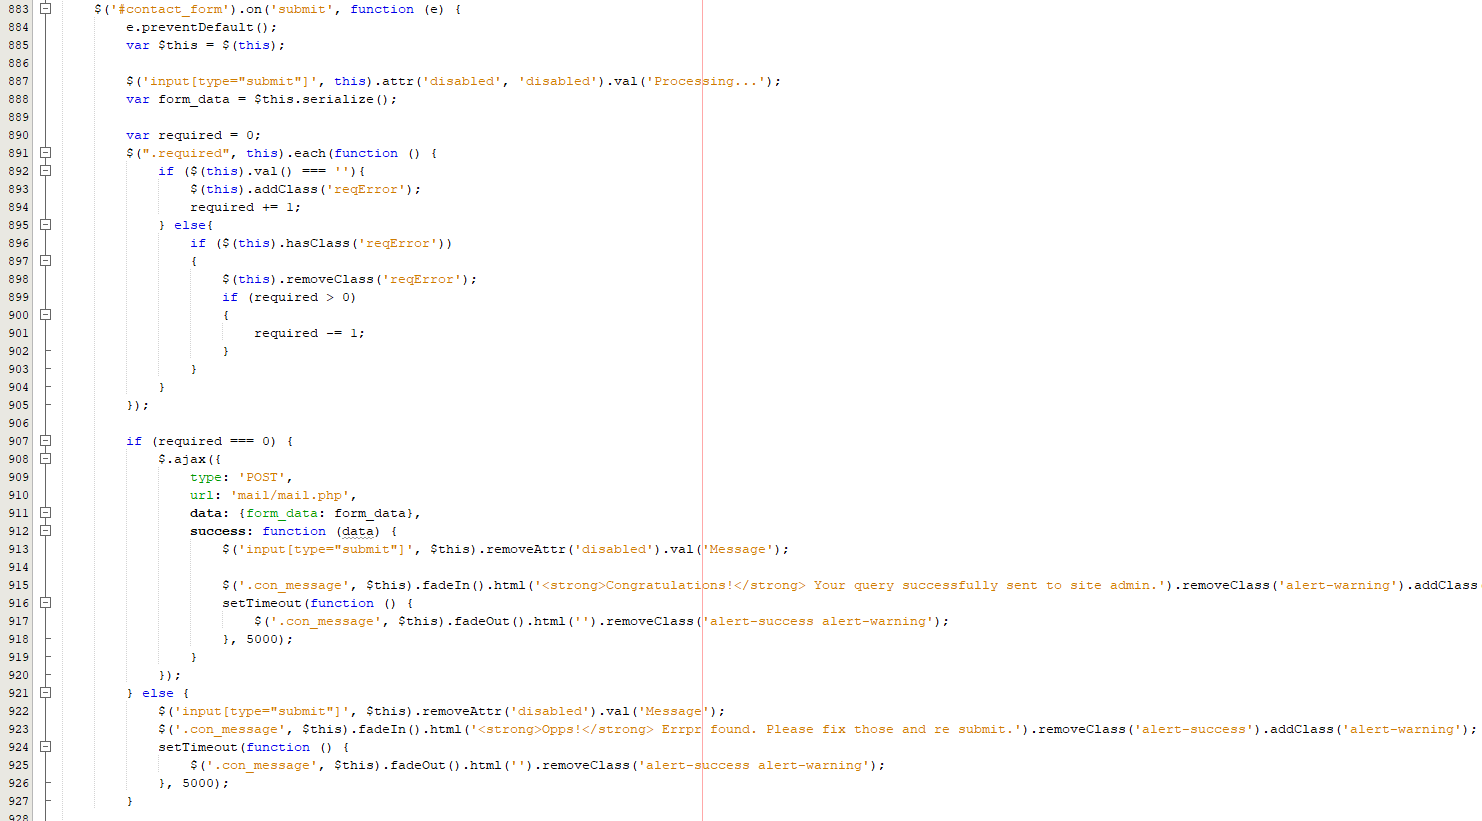 883 $('#contact_form').on('submit', function (e) {
884 e.preventDefault();
885 var $this = $(this);
886
887 $('input[type="submit"]', this).attr('disabled', 'disabled').val('Processing...');
888 var form_data = $this.serialize();
889
890 var required = 0;
891 $(".required", this).each(function () {
892 if ($(this).val() === ''){
893 $(this).addClass('reqError');
894 required += 1;
895 } else{
896 if ($(this).hasClass('reqError'))
897 {
898 $(this).removeClass('reqError');
899 if (required > 0)
900 {
901 required -= 1;
902 }
903 }
904 }
905 });
906
907 if (required === 0) {
908 $.ajax({
909 type: 'POST',
910 url: 'mail/mail.php',
911 data: {form_data: form_data},
912 success: function (data) {
913 $('input[type="submit"]', $this).removeAttr('disabled').val('Message');
914
915 $('.con_message', $this).fadeIn().html('<strong>Congratulations!</strong> Your query successfully sent to site admin.').removeClass('alert-warning').addClass
916 setTimeout(function () {
917 $('.con_message', $this).fadeOut().html('').removeClass('alert-success alert-warning');
918 }, 5000);
919 }
920 });
921 } else {
922 $('input[type="submit"]', $this).removeAttr('disabled').val('Message');
923 $('.con_message', $this).fadeIn().html('<strong>Opps!</strong> Errpr found. Please fix those and re submit.').removeClass('alert-success').addClass('alert-warning');
924 setTimeout(function () {
925 $('.con_message', $this).fadeOut().html('').removeClass('alert-success alert-warning');
926 }, 5000);
927 }
928